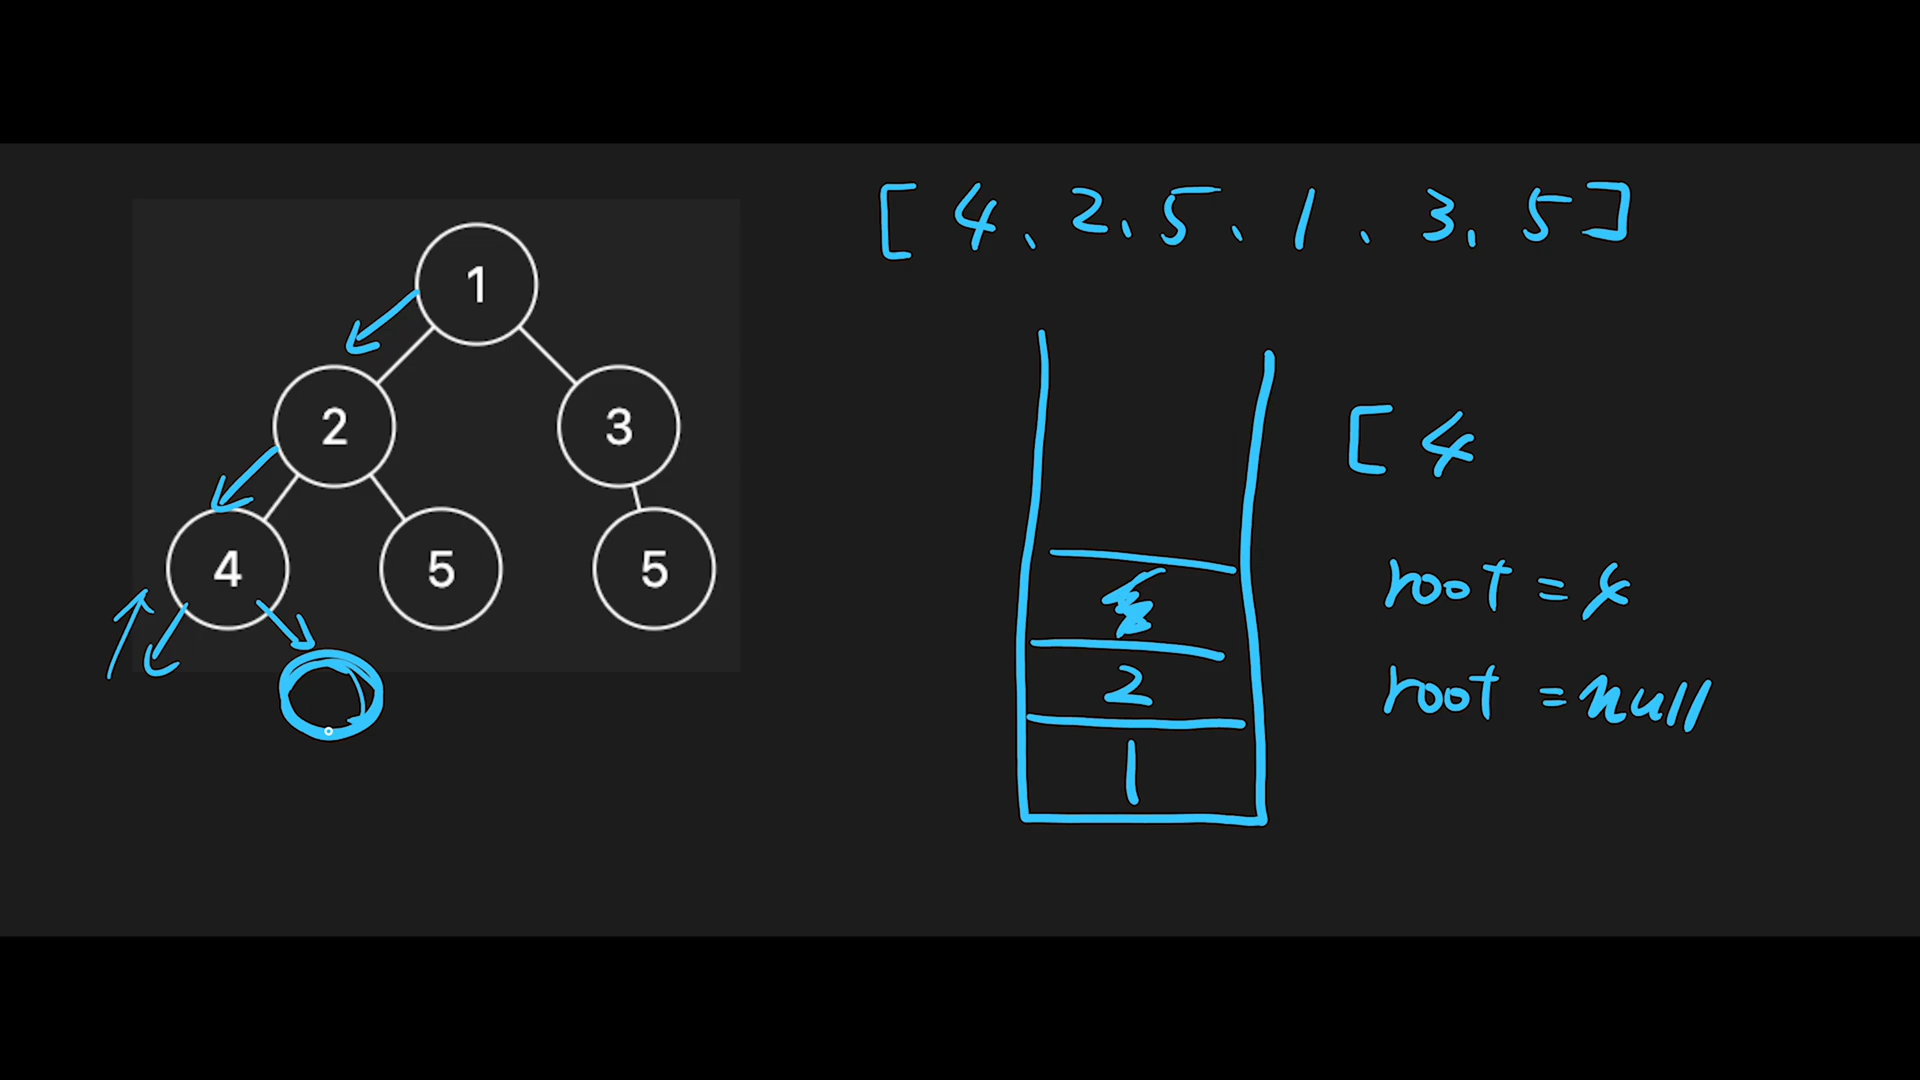 1
2 3
4 5 5
[ 4、2、5、1、3、5]
[ 4
root = 4
root = null
2
1